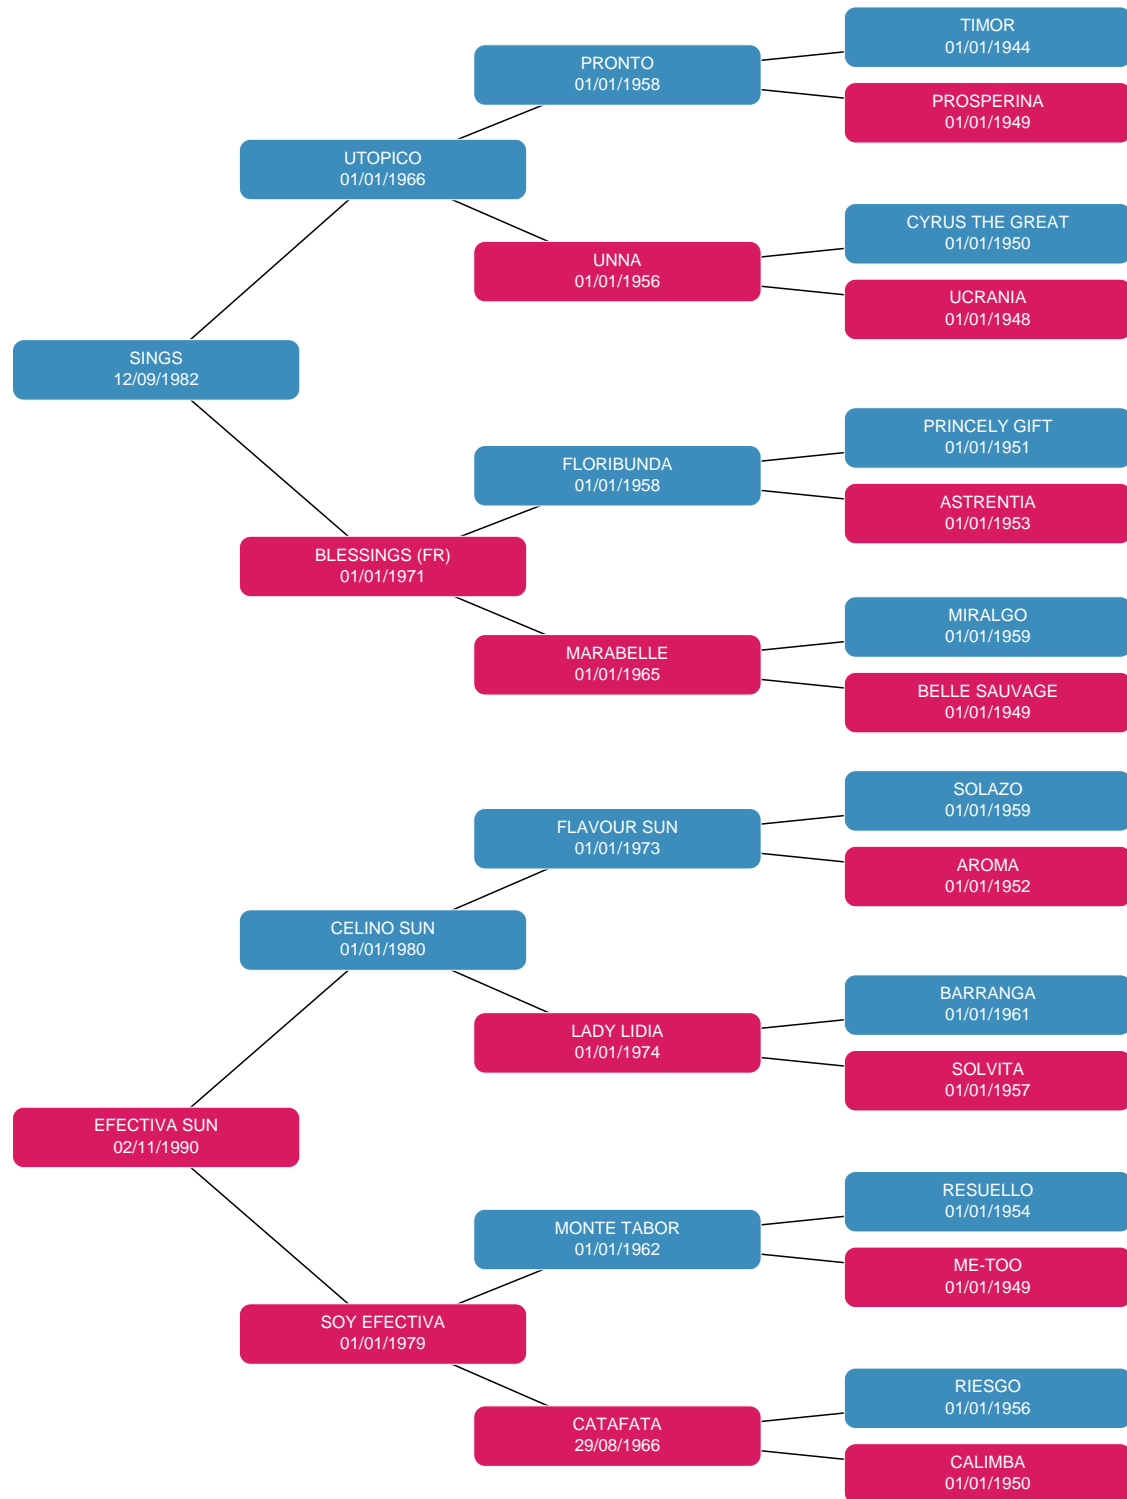 TIMOR
01/01/1944
PRONTO
01/01/1958
PROSPERINA
01/01/1949
UTOPICO
01/01/1966
CYRUS THE GREAT
01/01/1950
UNNA
01/01/1956
UCRANIA
01/01/1948
SINGS
12/09/1982
PRINCELY GIFT
01/01/1951
FLORIBUNDA
01/01/1958
ASTRENTIA
01/01/1953
BLESSINGS (FR)
01/01/1971
MIRALGO
01/01/1959
MARABELLE
01/01/1965
BELLE SAUVAGE
01/01/1949
SOLAZO
01/01/1959
FLAVOUR SUN
01/01/1973
AROMA
01/01/1952
CELINO SUN
01/01/1980
BARRANGA
01/01/1961
LADY LIDIA
01/01/1974
SOLVITA
01/01/1957
EFECTIVA SUN
02/11/1990
RESUELLO
01/01/1954
MONTE TABOR
01/01/1962
ME-TOO
01/01/1949
SOY EFECTIVA
01/01/1979
RIESGO
01/01/1956
CATAFATA
29/08/1966
CALIMBA
01/01/1950